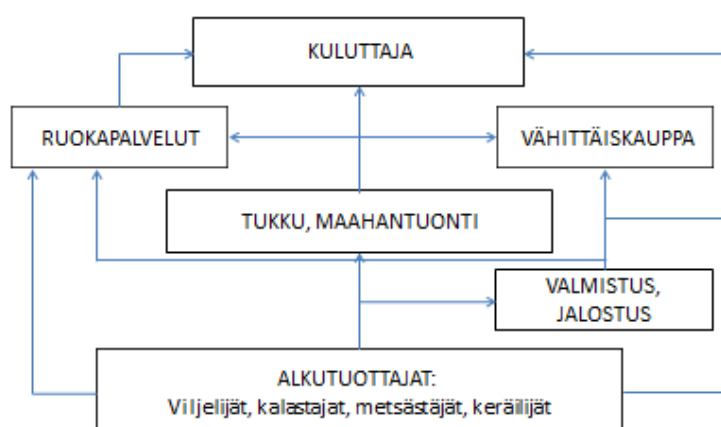 KULUTTAJA
RUOKAPALVELUT
VÄHITTÄISKAUPPA
TUKKU, MAAHANTUONTI
VALMISTUS,
JALOSTUS
ALKUTUOTTAJAT:
Viljelijät, kalastajat, metsästäjät, keräilijät